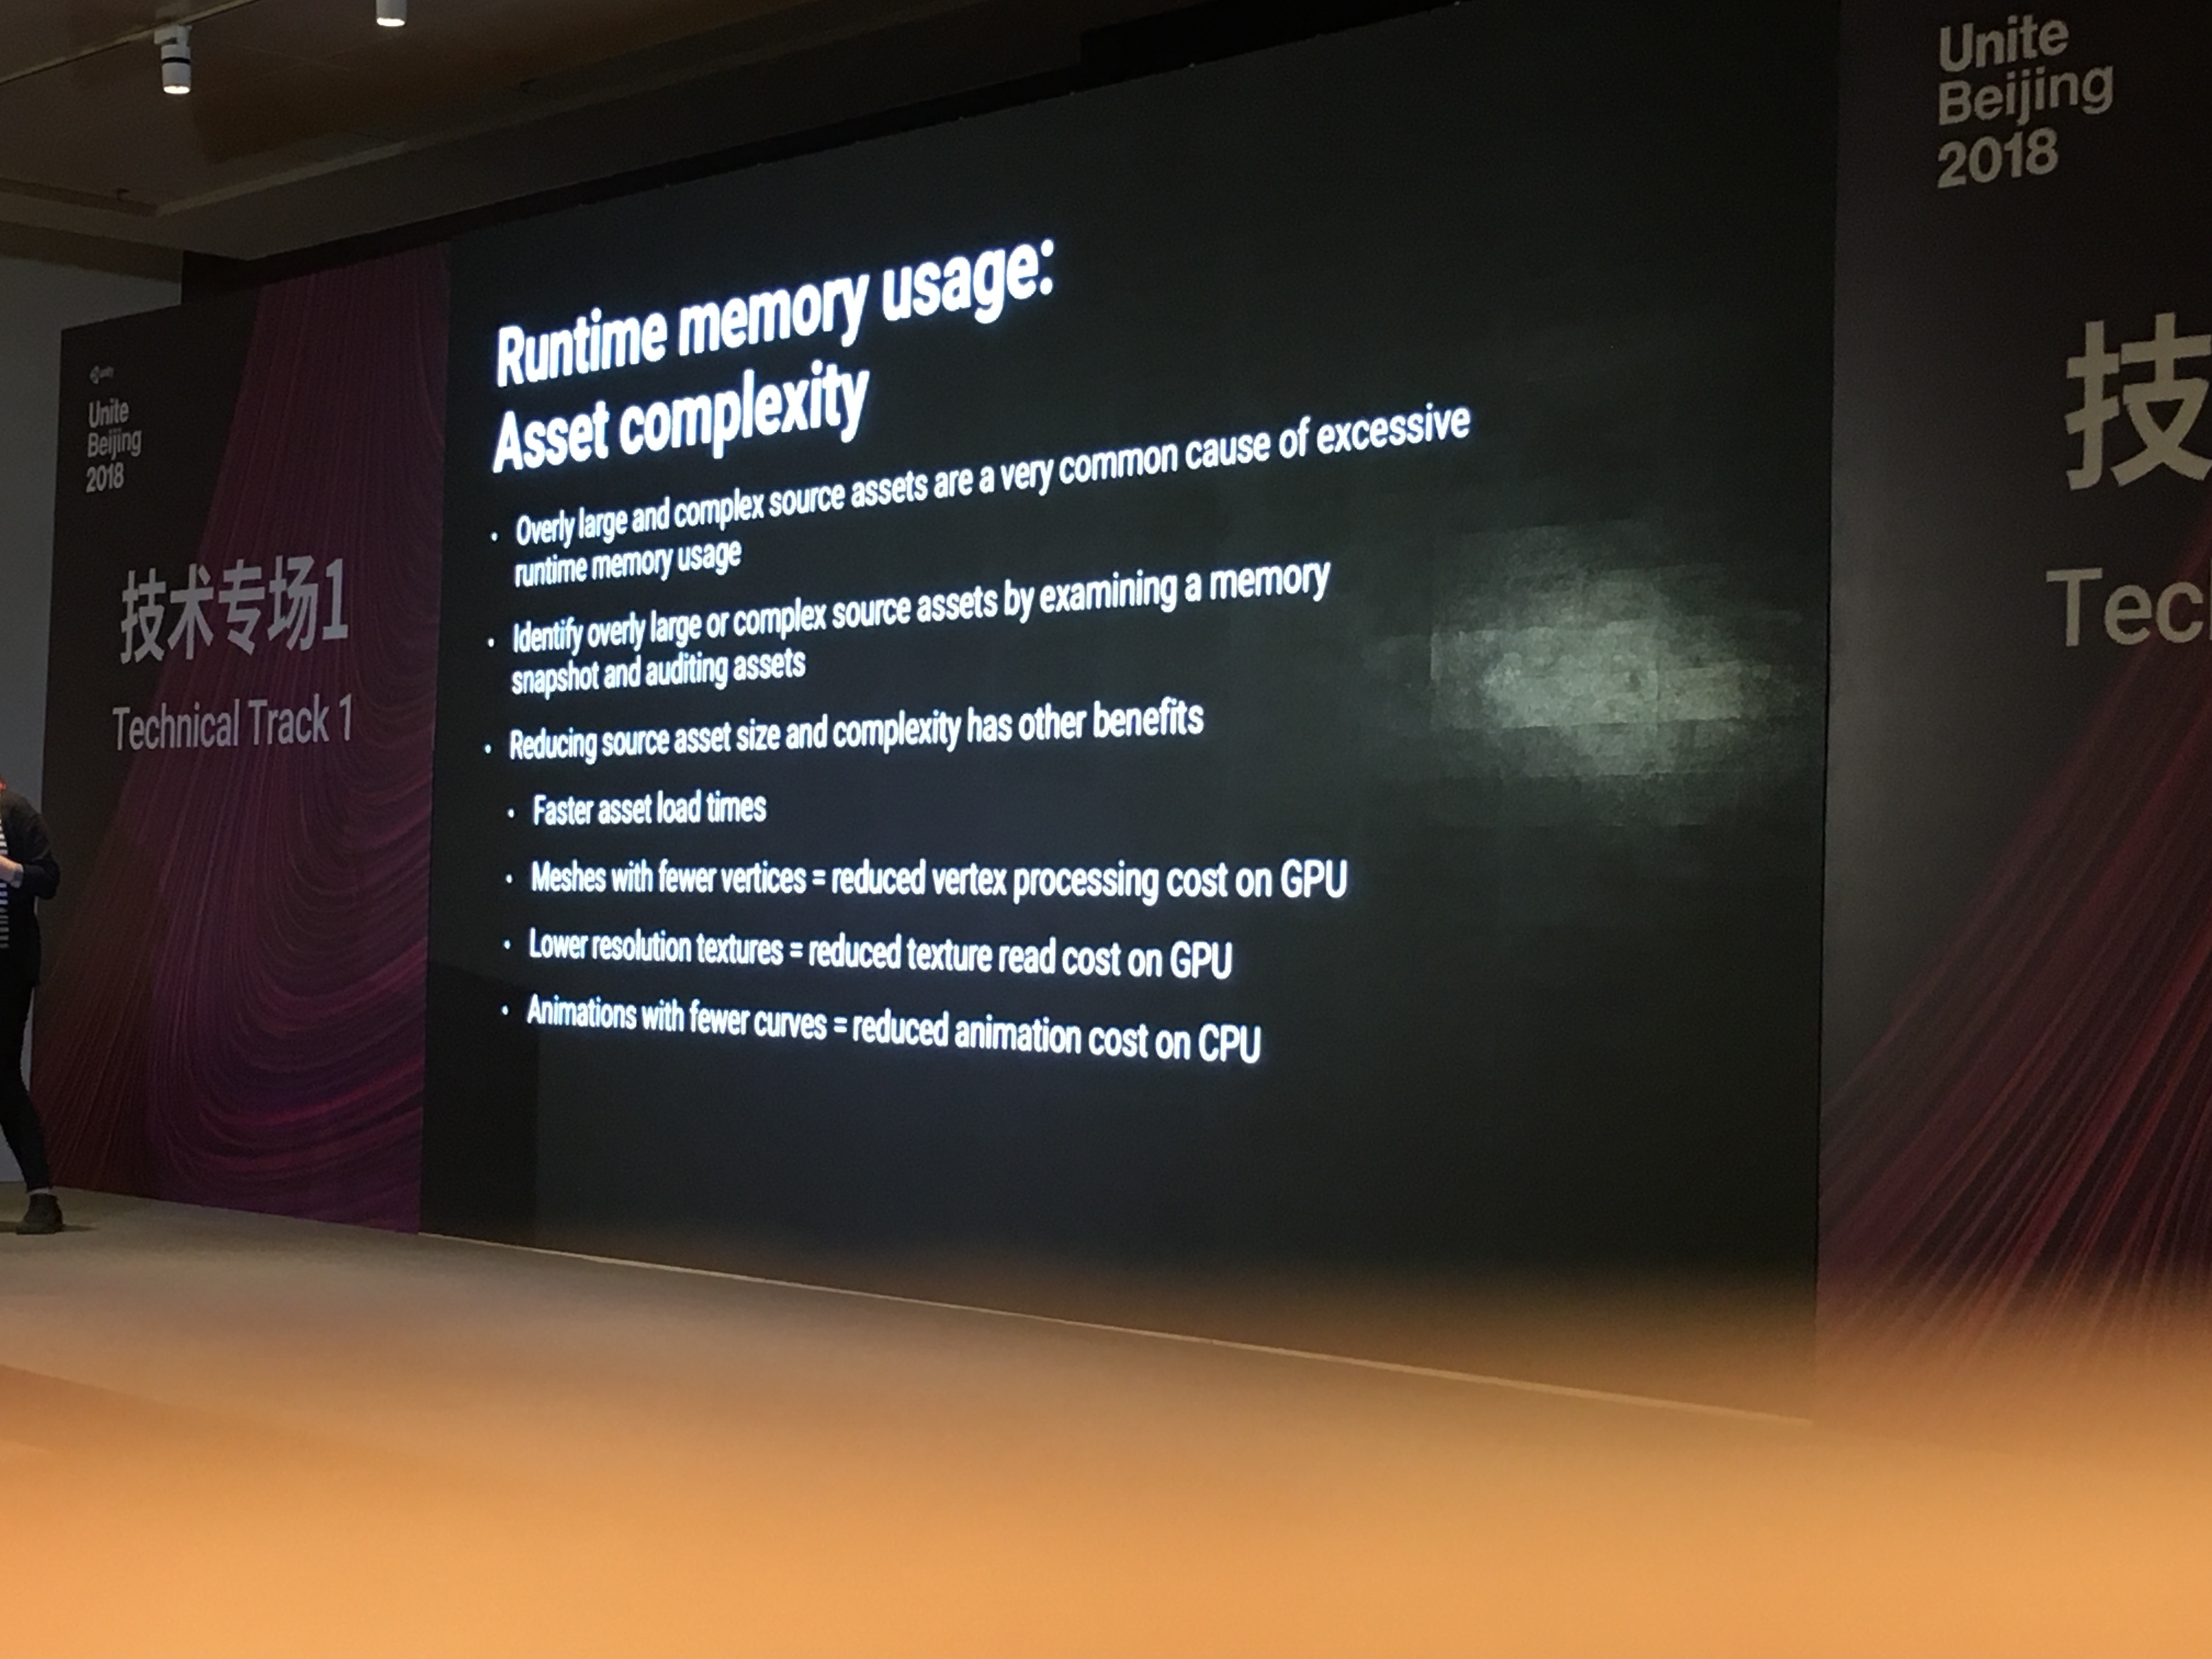 unity
Unite
Beijing
2018
技术专场1
Technical Track 1
Runtime memory usage:
Asset complexity
• Overly large and complex source assets are a very common cause of excessive
runtime memory usage
• Identify overly large or complex source assets by examining a memory
snapshot and auditing assets
• Reducing source asset size and complexity has other benefits
• Faster asset load times
• Meshes with fewer vertices = reduced vertex processing cost on GPU
• Lower resolution textures = reduced texture read cost on GPU
• Animations with fewer curves = reduced animation cost on CPU
Unite
Beijing
2018
技
Tec